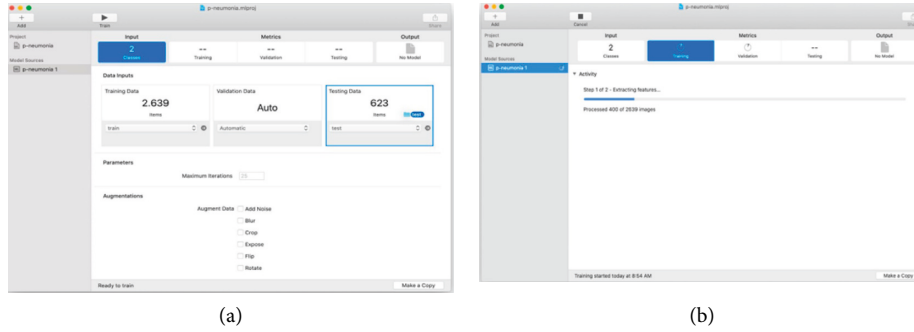 p-neumonia.mlproj
Add
Train
Share
Project
p-neumonia
Model Sources
p-neumonia 1
Input
Metrics
Output
2
Classes
--
Training
--
Validation
--
Testing
No Model
Data Inputs
Training Data
2.639
items
train
Validation Data
Auto
Automatic
Testing Data
623
items
test
test
Parameters
Maximum Iterations 25
Augmentations
Augment Data Add Noise
Blur
Crop
Expose
Flip
Rotate
Ready to train
Make a Copy
(a)
p-neumonia.mlproj
Add
Cancel
Project
p-neumonia
Model Sources
p-neumonia 1
Input
Metrics
Output
2
Classes
Training
Validation
--
Testing
No Model
Activity
Step 1 of 2 - Extracting features...
Processed 400 of 2639 images
Training started today at 8:54 AM
Make a Copy
(b)